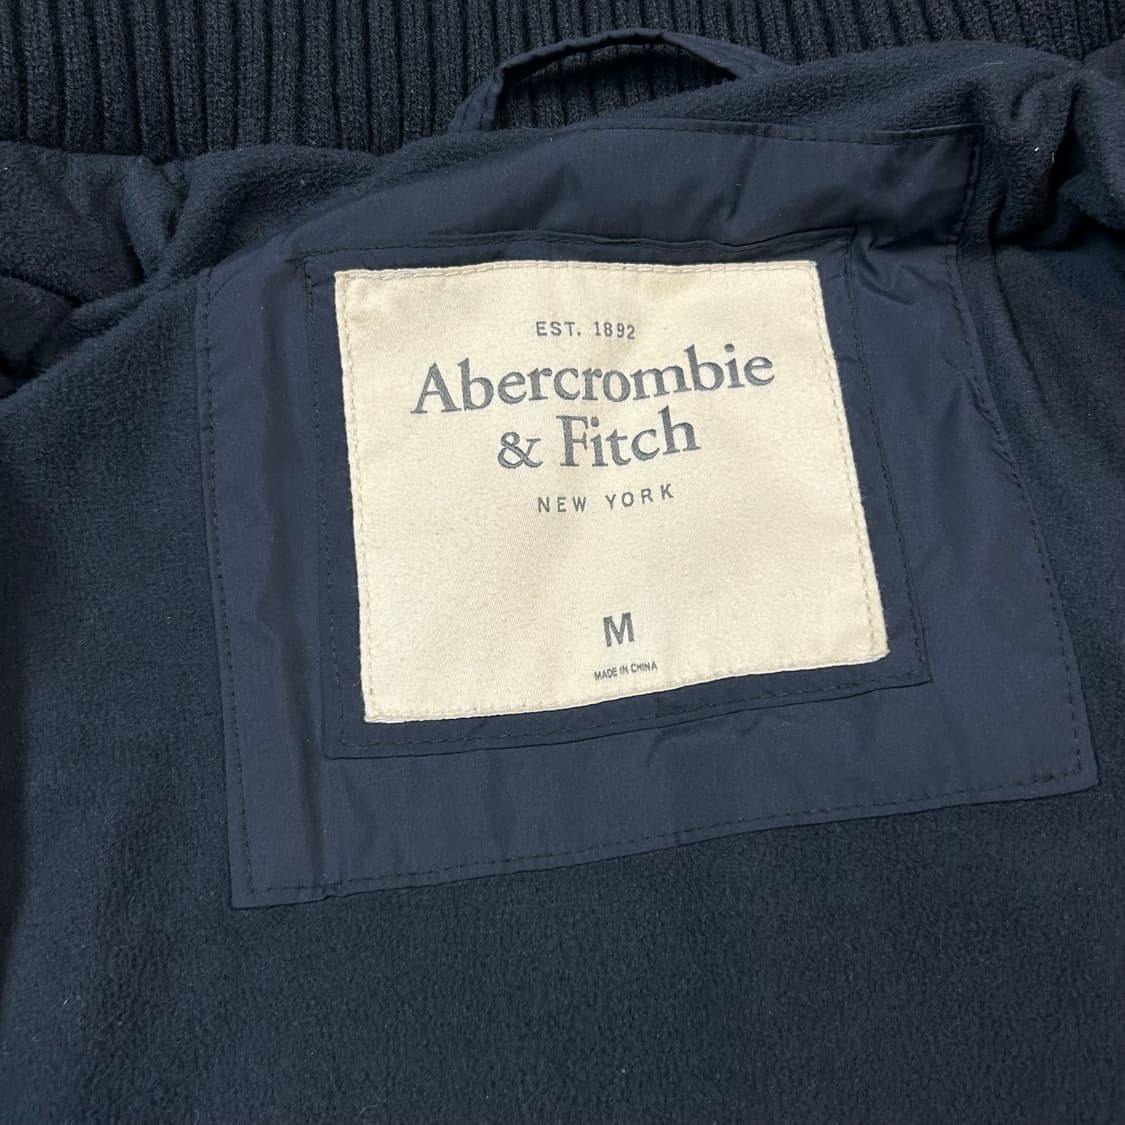 EST. 1892
Abercrombie
& Fitch
NEW YORK
M
MADE IN CHINA